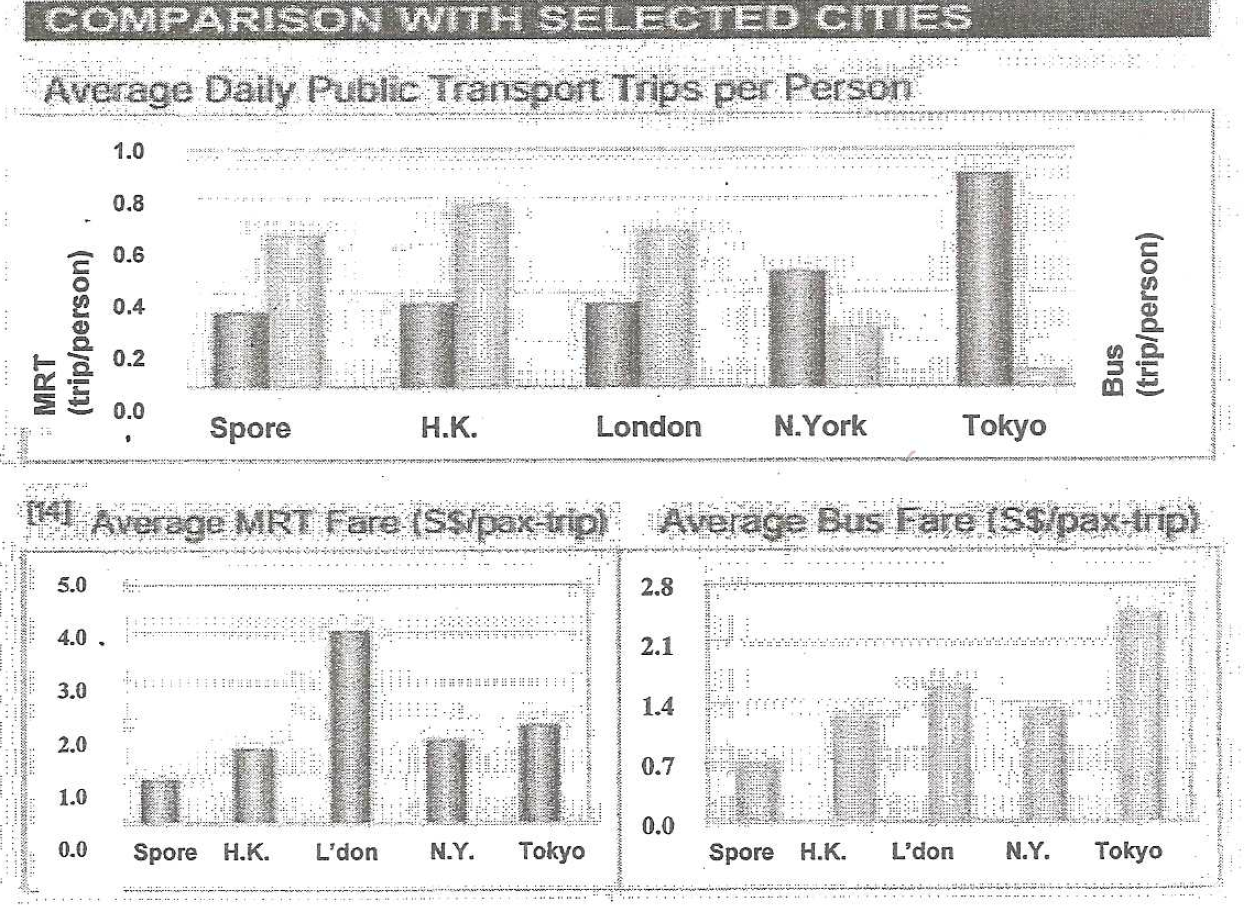 COMPARISON WITH SELECTED CITIES
Average Daily Public Transport Trips per Person
1.0
0.8
0.6
0.4
0.2
0.0
MRT
(trip/person)
Bus
(trip/person)
Spore H.K. London N.York Tokyo
[14] Average MRT Fare (S$/pax-trip)
5.0
4.0
3.0
2.0
1.0
0.0
Spore H.K. L'don N.Y. Tokyo
Average Bus Fare (S$/pax-trip)
2.8
2.1
1.4
0.7
0.0
Spore H.K. L'don N.Y. Tokyo